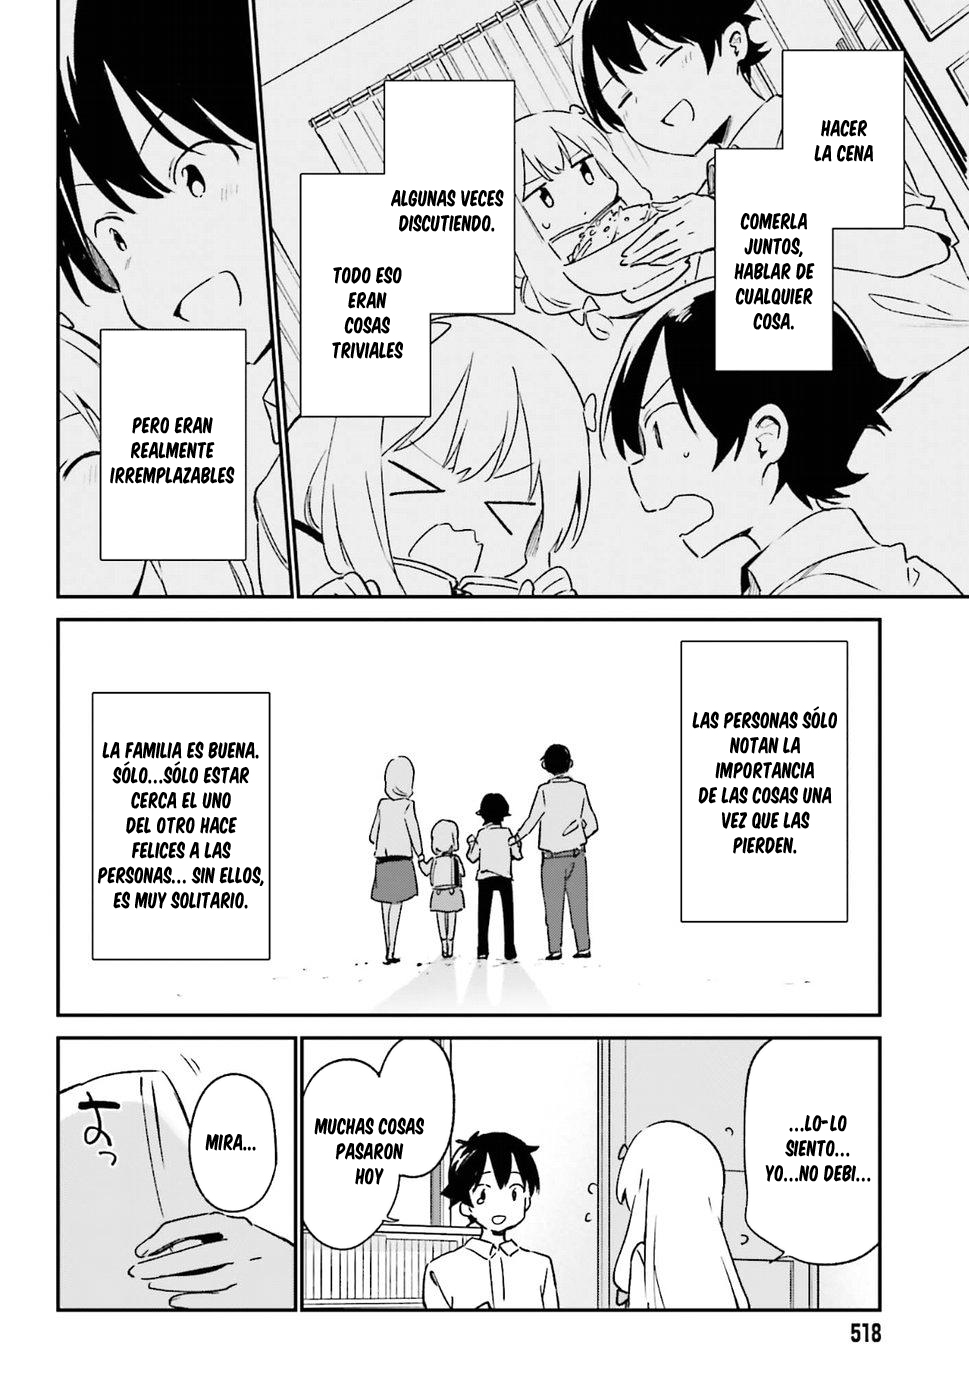 HACER
LA CENA
COMERLA
JUNTOS,
HABLAR DE
CUALQUIER
COSA.
ALGUNAS VECES
DISCUTIENDO.
TODO ESO
ERAN
COSAS
TRIVIALES
PERO ERAN
REALMENTE
IRREMPLAZABLES
LAS PERSONAS SÓLO
NOTAN LA
IMPORTANCIA
DE LAS COSAS UNA
VEZ QUE LAS
PIERDEN.
LA FAMILIA ES BUENA.
SÓLO...SÓLO ESTAR
CERCA EL UNO
DEL OTRO HACE
FELICES A LAS
PERSONAS... SIN ELLOS,
ES MUY SOLITARIO.
...LO-LO
SIENTO...
YO...NO DEBI...
MUCHAS COSAS
PASARON
HOY
MIRA...
すおっ
518